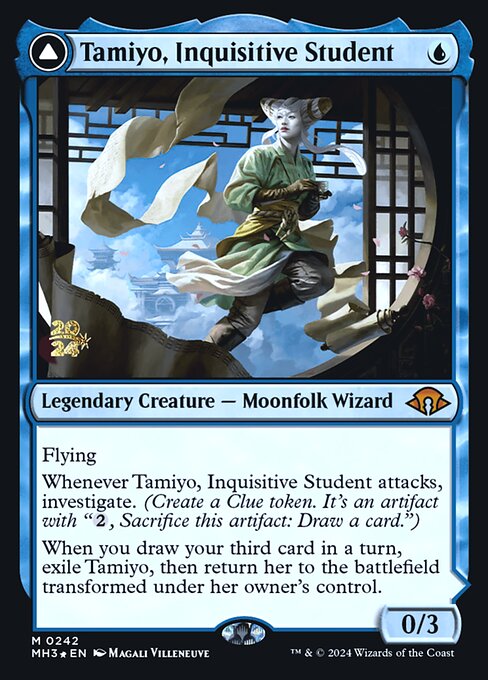 Tamiyo, Inquisitive Student
2024
Legendary Creature — Moonfolk Wizard
Flying
Whenever Tamiyo, Inquisitive Student attacks,
investigate. (Create a Clue token. It's an artifact
with “2, Sacrifice this artifact: Draw a card.”)
When you draw your third card in a turn,
exile Tamiyo, then return her to the battlefield
transformed under her owner's control.
0/3
M 0242
MH3★EN MAGALI VILLENEUVE
™ & © 2024 Wizards of the Coast